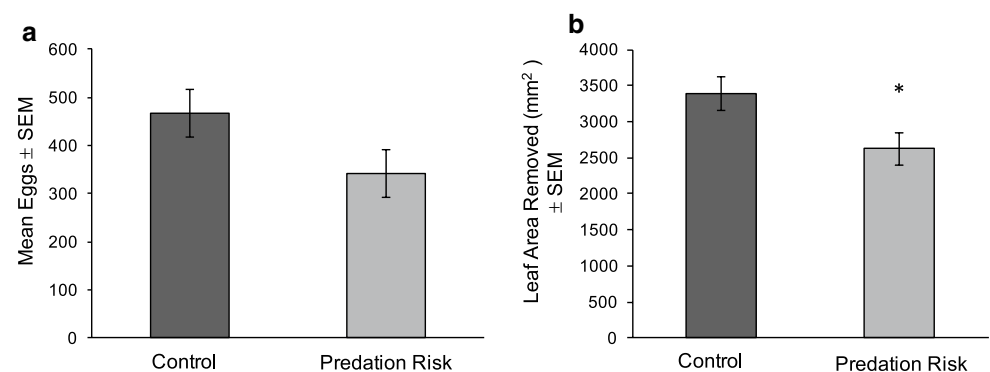 a
Mean Eggs ± SEM
600
500
400
300
200
100
0
Control
Predation Risk
b
Leaf Area Removed (mm²)
± SEM
4000
3500
3000
2500
2000
1500
1000
500
0
*
Control
Predation Risk